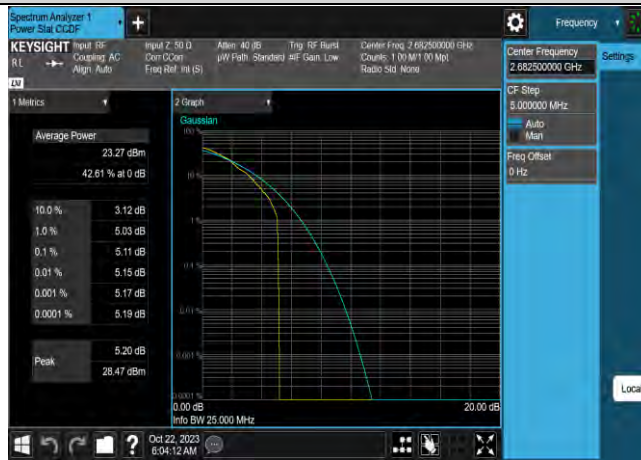 Spectrum Analyzer 1
Power Stat CCDF
+
Frequency
KEYSIGHT
RL
Input: RF
Coupling: AC
Align: Auto
Input Z: 50 Ω
Corr CCorr
Freq Ref: Int (S)
Atten: 40 dB
µW Path: Standard
Trig: RF Burst
#IF Gain: Low
Center Freq: 2.682500000 GHz
Counts: 1.00 M/1.00 Mpt
Radio Std: None
Center Frequency
2.682500000 GHz
Settings
CF Step
5.000000 MHz
Auto
Man
Freq Offset
0 Hz
1 Metrics
Average Power
23.27 dBm
42.61 % at 0 dB
10.0 % 3.12 dB
1.0 % 5.03 dB
0.1 % 5.11 dB
0.01 % 5.15 dB
0.001 % 5.17 dB
0.0001 % 5.19 dB
Peak
5.20 dB
28.47 dBm
2 Graph
Gaussian
100 %
10 %
1 %
0.1 %
0.01 %
0.001 %
0.0001 %
0.00 dB 20.00 dB
Info BW 25.000 MHz
Local
?
Oct 22, 2023
6:04:12 AM